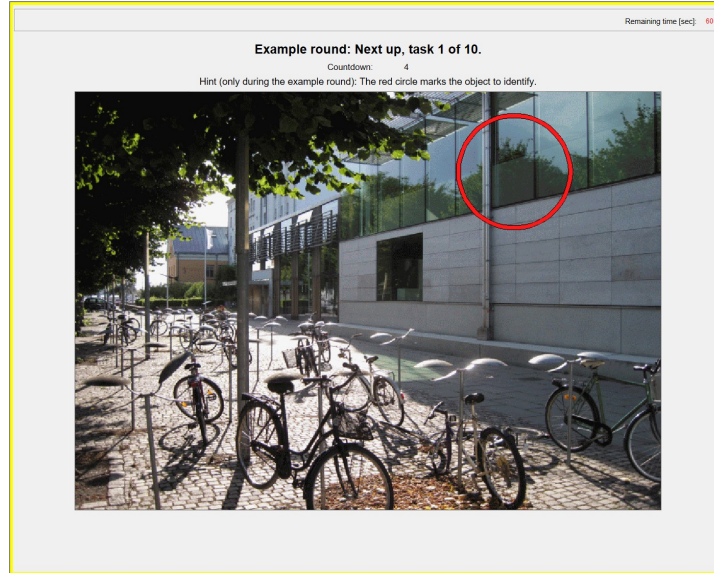 Remaining time [sec]: 60
Example round: Next up, task 1 of 10.
Countdown: 4
Hint (only during the example round): The red circle marks the object to identify.